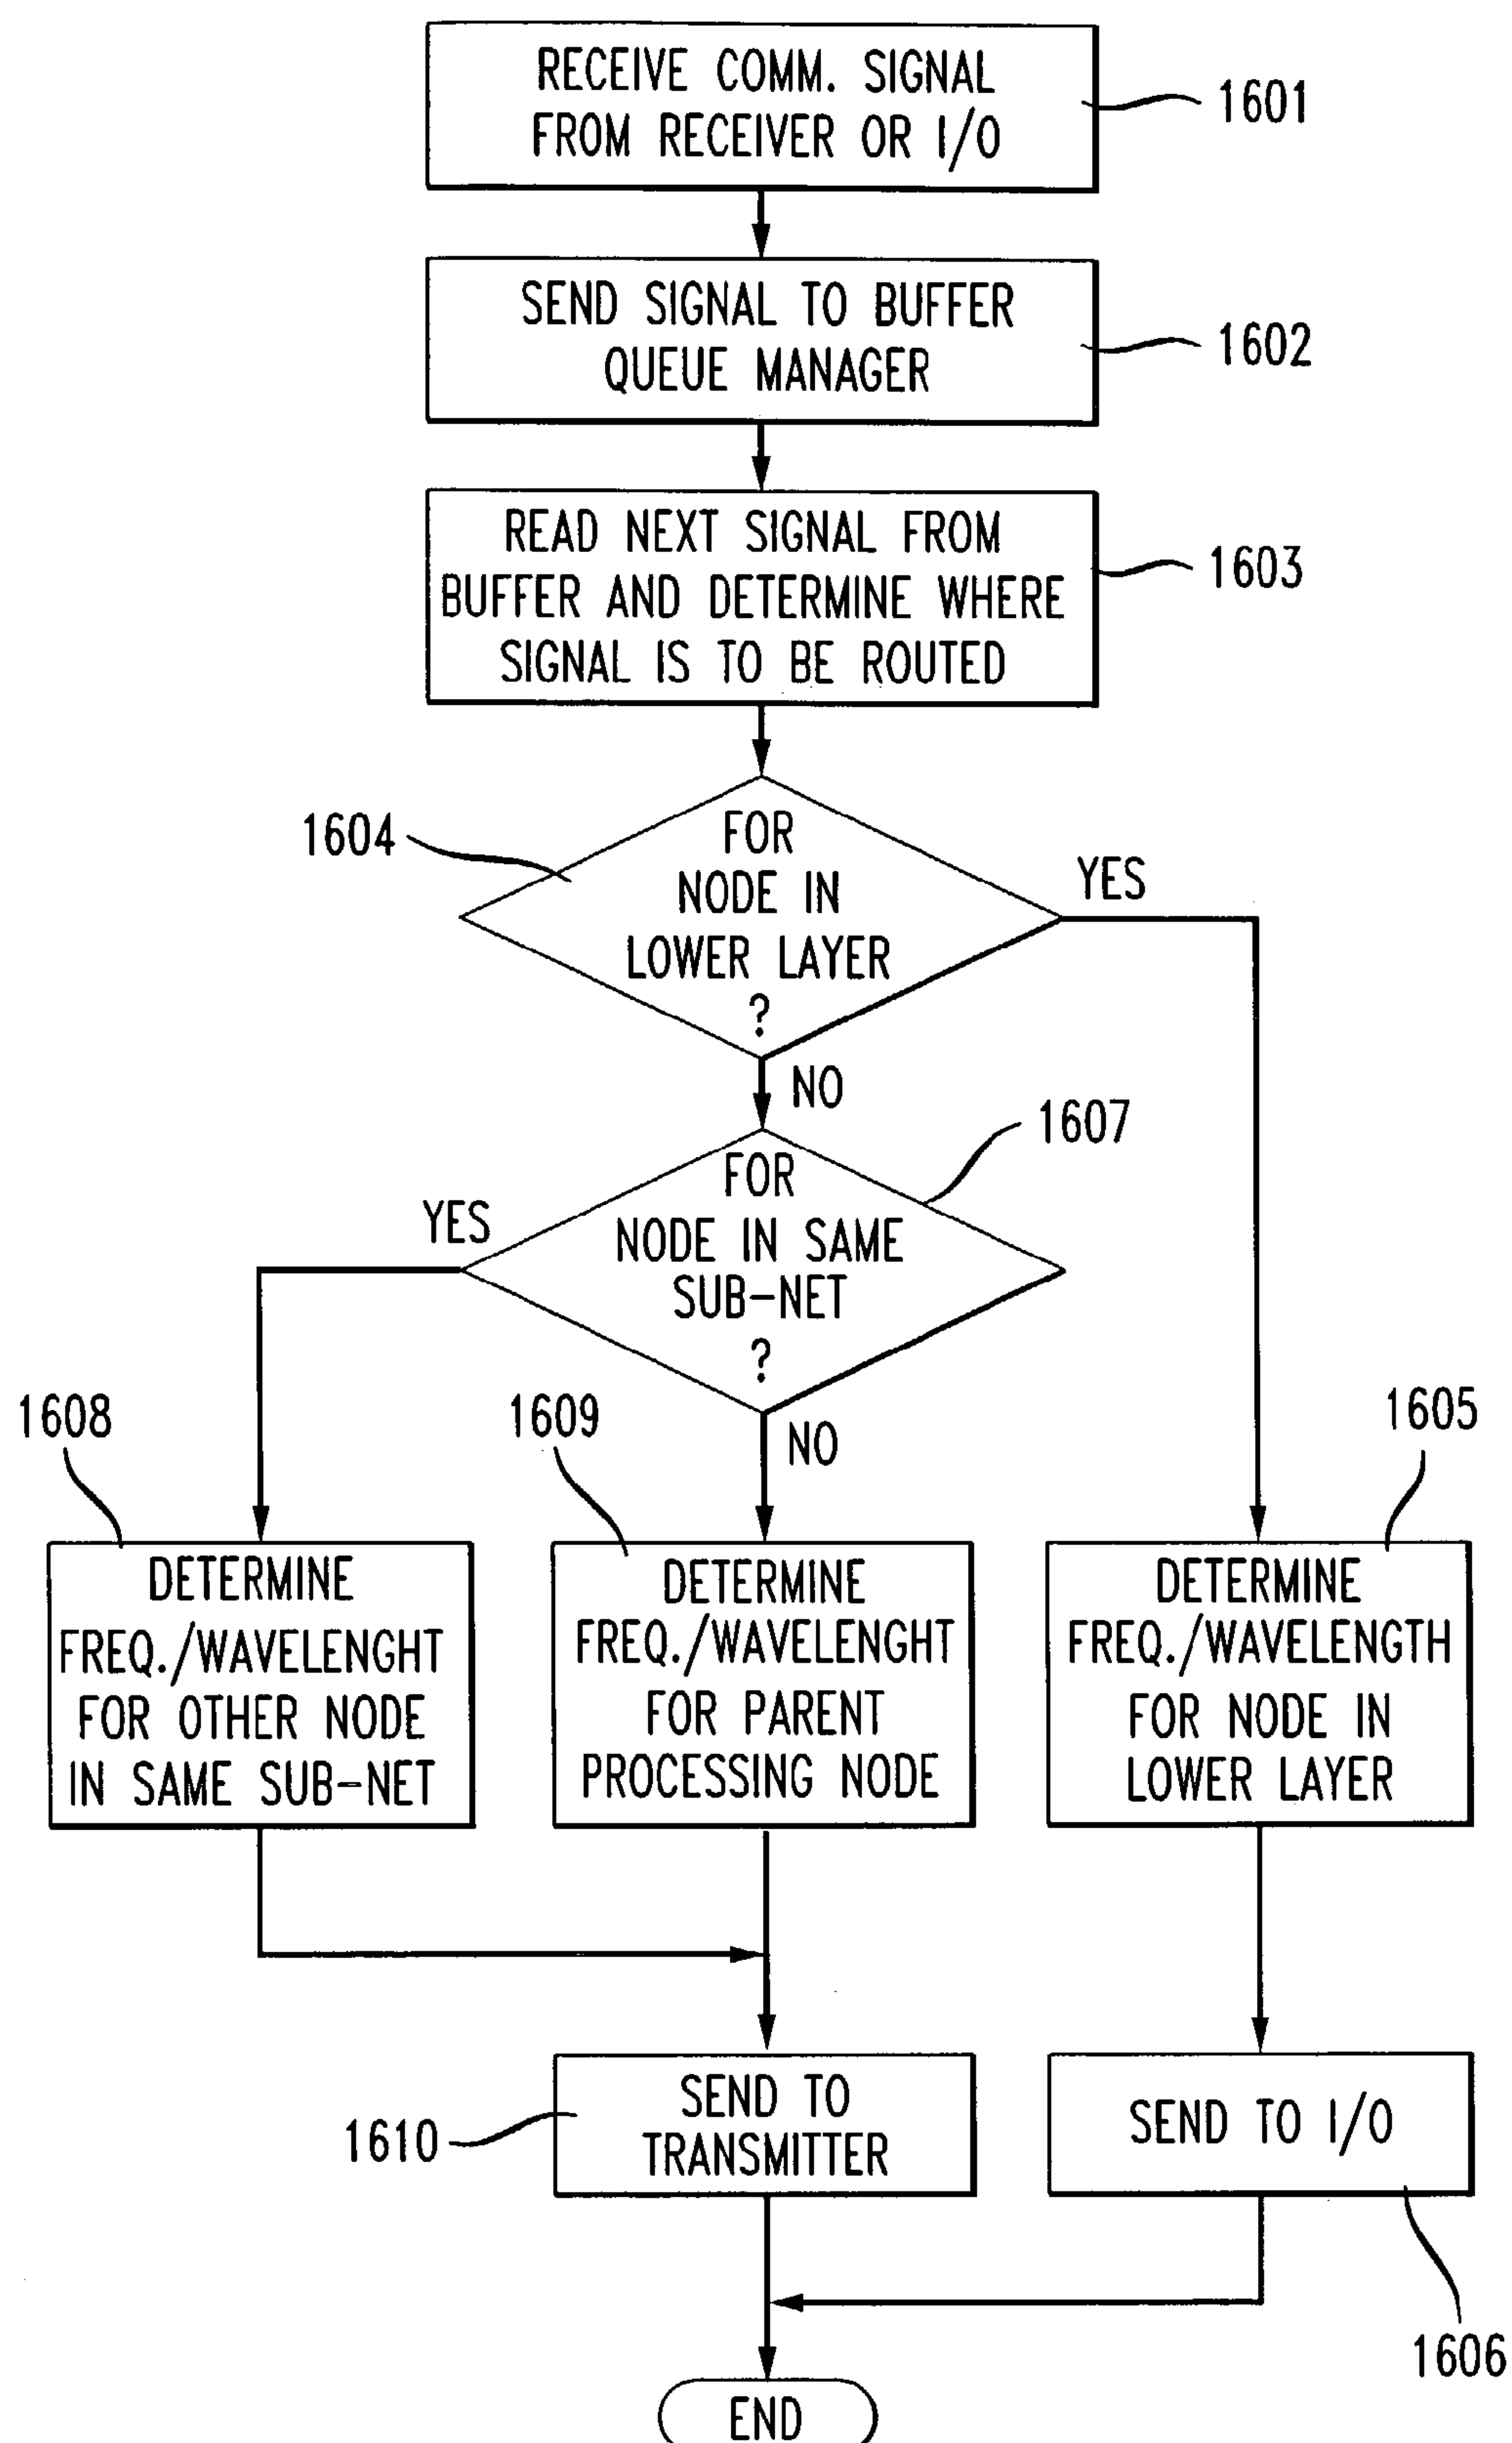 RECEIVE COMM. SIGNAL
FROM RECEIVER OR I/O
1601
SEND SIGNAL TO BUFFER
QUEUE MANAGER
1602
READ NEXT SIGNAL FROM
BUFFER AND DETERMINE WHERE
SIGNAL IS TO BE ROUTED
1603
1604
FOR
NODE IN
LOWER LAYER
?
YES
NO
1607
FOR
NODE IN SAME
SUB-NET
?
YES
NO
1608
DETERMINE
FREQ./WAVELENGHT
FOR OTHER NODE
IN SAME SUB-NET
1609
DETERMINE
FREQ./WAVELENGHT
FOR PARENT
PROCESSING NODE
1605
DETERMINE
FREQ./WAVELENGTH
FOR NODE IN
LOWER LAYER
1610
SEND TO
TRANSMITTER
SEND TO I/O
1606
END